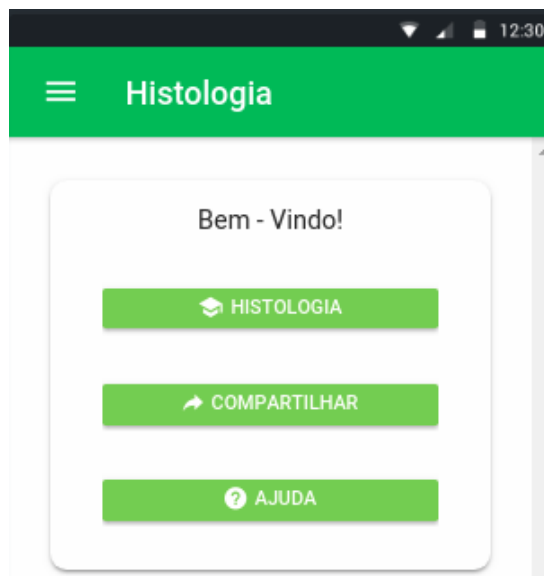 12:30
Histologia
Bem - Vindo!
HISTOLOGIA
COMPARTILHAR
? AJUDA